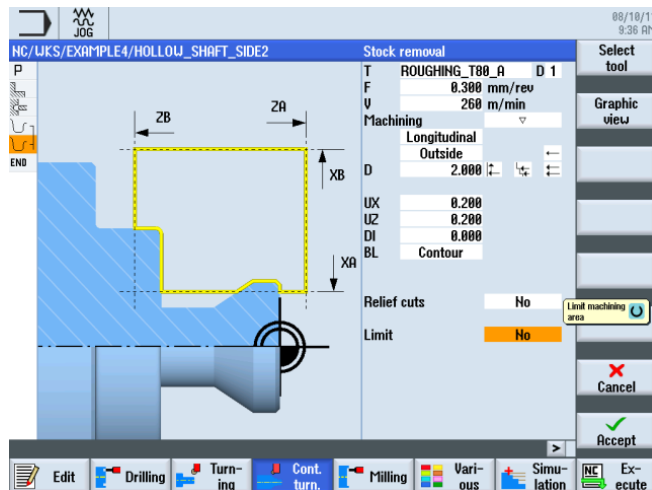 JOG
08/10/1
9:36 AM
NC/WKS/EXAMPLE4/HOLLOW_SHAFT_SIDE2
Stock removal
Select
tool
P
END
ZB
ZA
XB
XA
T ROUGHING_T80_A D 1
F 0.300 mm/rev
V 260 m/min
Machining ▽
Longitudinal
Outside ←
D 2.000
UX 0.200
UZ 0.200
DI 0.000
BL Contour
Relief cuts No
Limit No
Graphic
view
Limit machining
area
Cancel
Accept
>
Edit
Drilling
Turn-
ing
Cont.
turn.
Milling
Vari-
ous
Simu-
lation
NC
Ex-
ecute